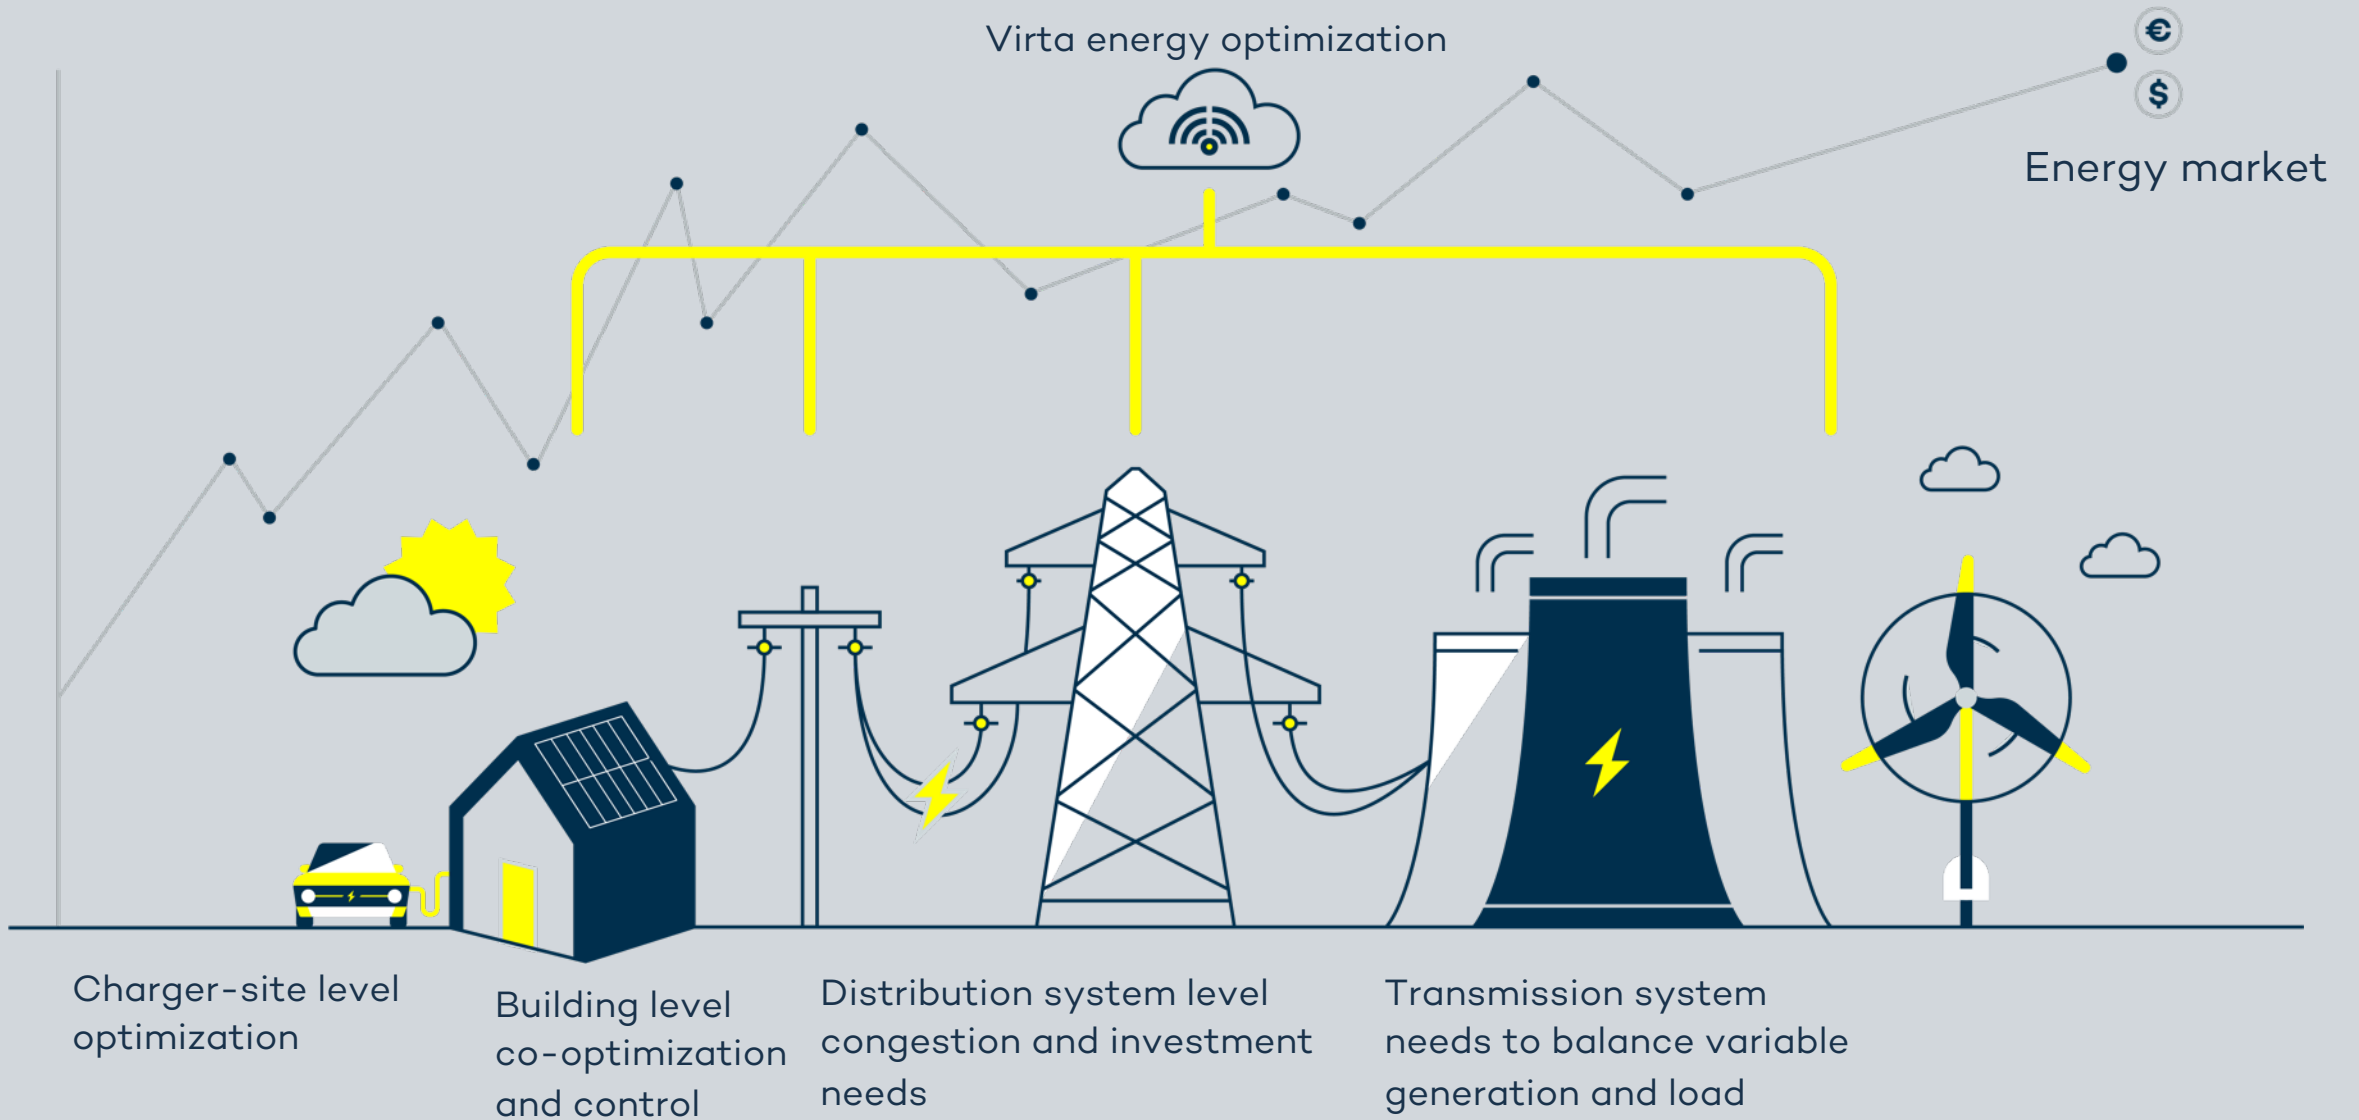 Virta energy optimization
€
$
Energy market
Charger-site level
optimization
Building level
co-optimization
and control
Distribution system level
congestion and investment
needs
Transmission system
needs to balance variable
generation and load